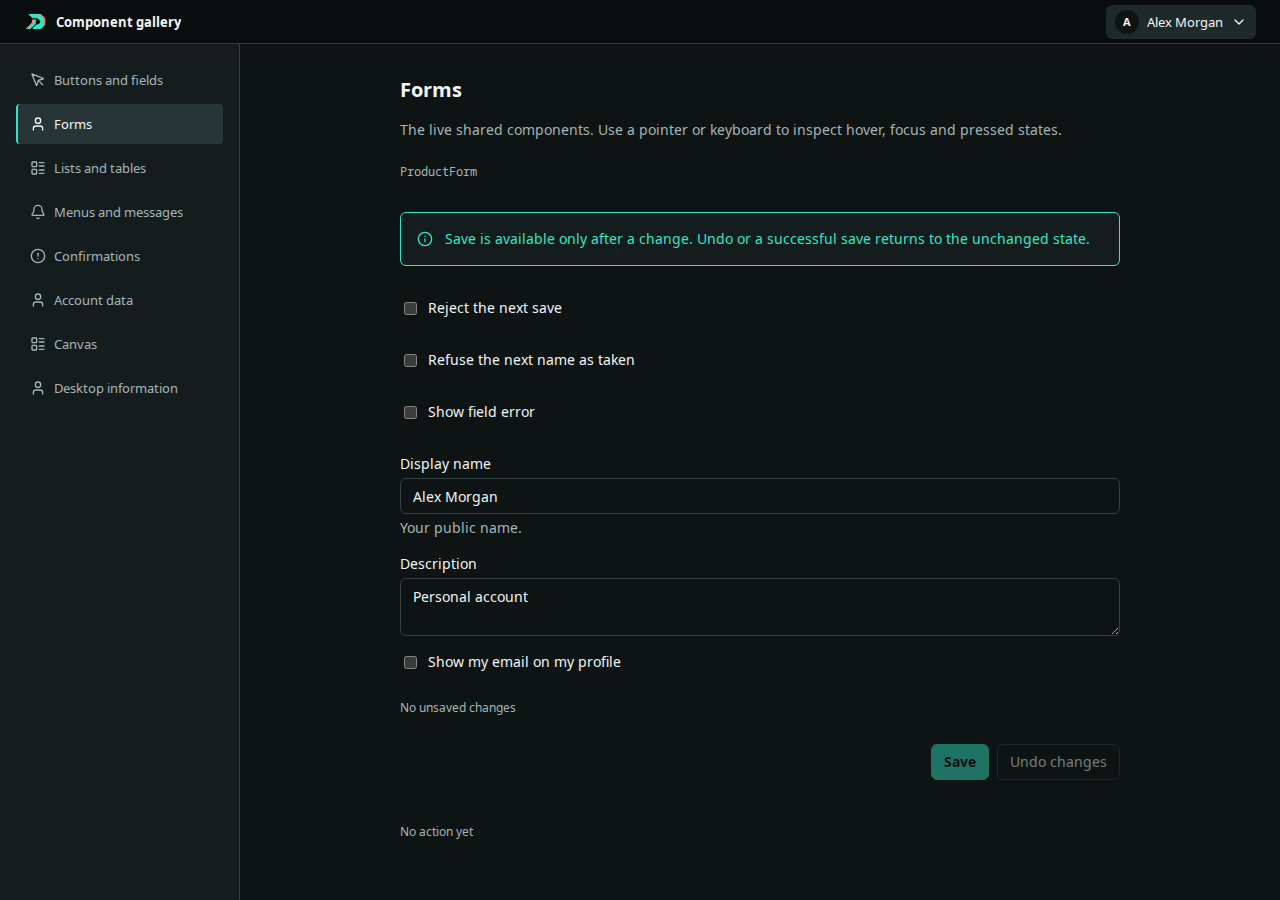 Component gallery
A
Alex Morgan
Buttons and fields
Forms
Lists and tables
Menus and messages
Confirmations
Account data
Canvas
Desktop information
Forms
The live shared components. Use a pointer or keyboard to inspect hover, focus and pressed states.
ProductForm
Save is available only after a change. Undo or a successful save returns to the unchanged state.
Reject the next save
Refuse the next name as taken
Show field error
Display name
Alex Morgan
Your public name.
Description
Personal account
Show my email on my profile
No unsaved changes
Save
Undo changes
No action yet